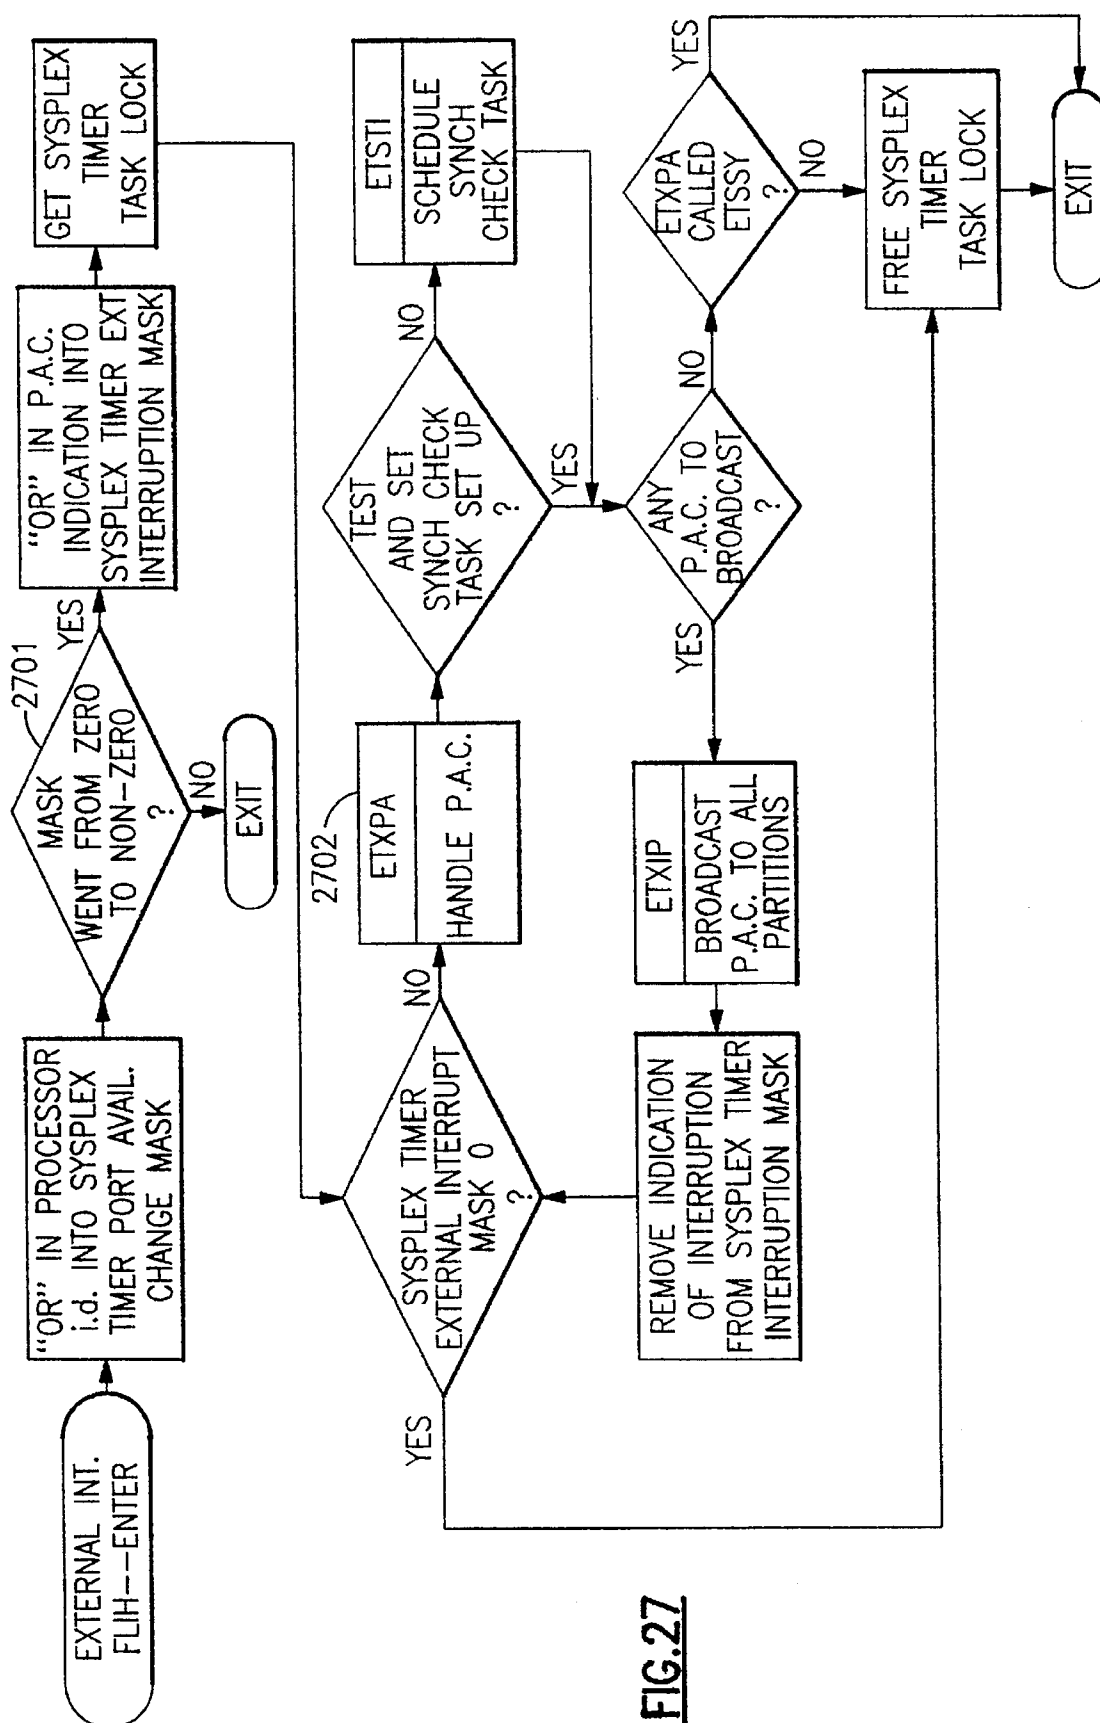 EXTERNAL INT.
FLIH---ENTER
"OR" IN PROCESSOR
i.d. INTO SYSPLEX
TIMER PORT AVAIL.
CHANGE MASK
2701
MASK
WENT FROM ZERO
TO NON-ZERO
?
YES
NO
EXIT
"OR" IN P.A.C.
INDICATION INTO
SYSPLEX TIMER EXT
INTERRUPTION MASK
GET SYSPLEX
TIMER
TASK LOCK
SYSPLEX TIMER
EXTERNAL INTERRUPT
MASK 0
?
YES
NO
2702
ETXPA
HANDLE P.A.C.
TEST
AND SET
SYNCH CHECK
TASK SET UP
?
NO
YES
ETSTI
SCHEDULE
SYNCH
CHECK TASK
REMOVE INDICATION
OF INTERRUPTION
FROM SYSPLEX TIMER
INTERRUPTION MASK
ETXIP
BROADCAST
P.A.C. TO ALL
PARTITIONS
YES
ANY
P.A.C. TO
BROADCAST
?
NO
ETXPA
CALLED
ETSSY
?
YES
NO
FREE SYSPLEX
TIMER
TASK LOCK
EXIT
FIG.27